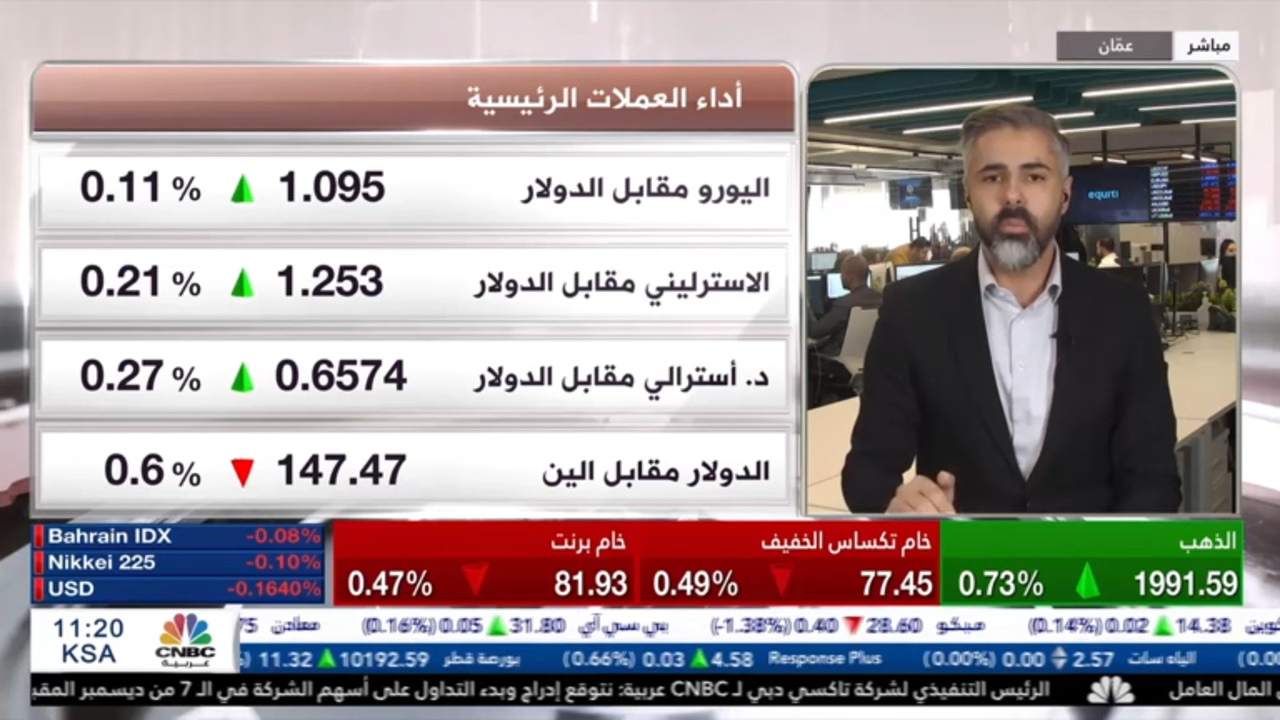 مباشر عمّان
أداء العملات الرئيسية
اليورو مقابل الدولار 1.095 ▲ 0.11 %
الاسترليني مقابل الدولار 1.253 ▲ 0.21 %
د. أسترالي مقابل الدولار 0.6574 ▲ 0.27 %
الدولار مقابل الين 147.47 ▼ 0.6 %
equiti
Bahrain IDX -0.08%
Nikkei 225 -0.10%
USD -0.1640%
الذهب
1991.59 ▲ 0.73%
خام تكساس الخفيف
77.45 ▼ 0.49%
خام برنت
81.93 ▼ 0.47%
11:20
KSA
CNBC
عربية
14.38 ▲ 0.02 (0.14%) ميكو 28.60 ▼ 0.40 (-1.38%) بي سي آي 31.80 ▲ 0.05 (0.16%) معادن
المياه سات 2.57 0.00 (0.00%) Response Plus 4.58 ▲ 0.03 (0.66%) بورصة قطر 10192.59 ▲ 11.32
المال العامل
الرئيس التنفيذي لشركة تاكسي دبي لـ CNBC عربية: نتوقع إدراج وبدء التداول على أسهم الشركة في الـ 7 من ديسمبر